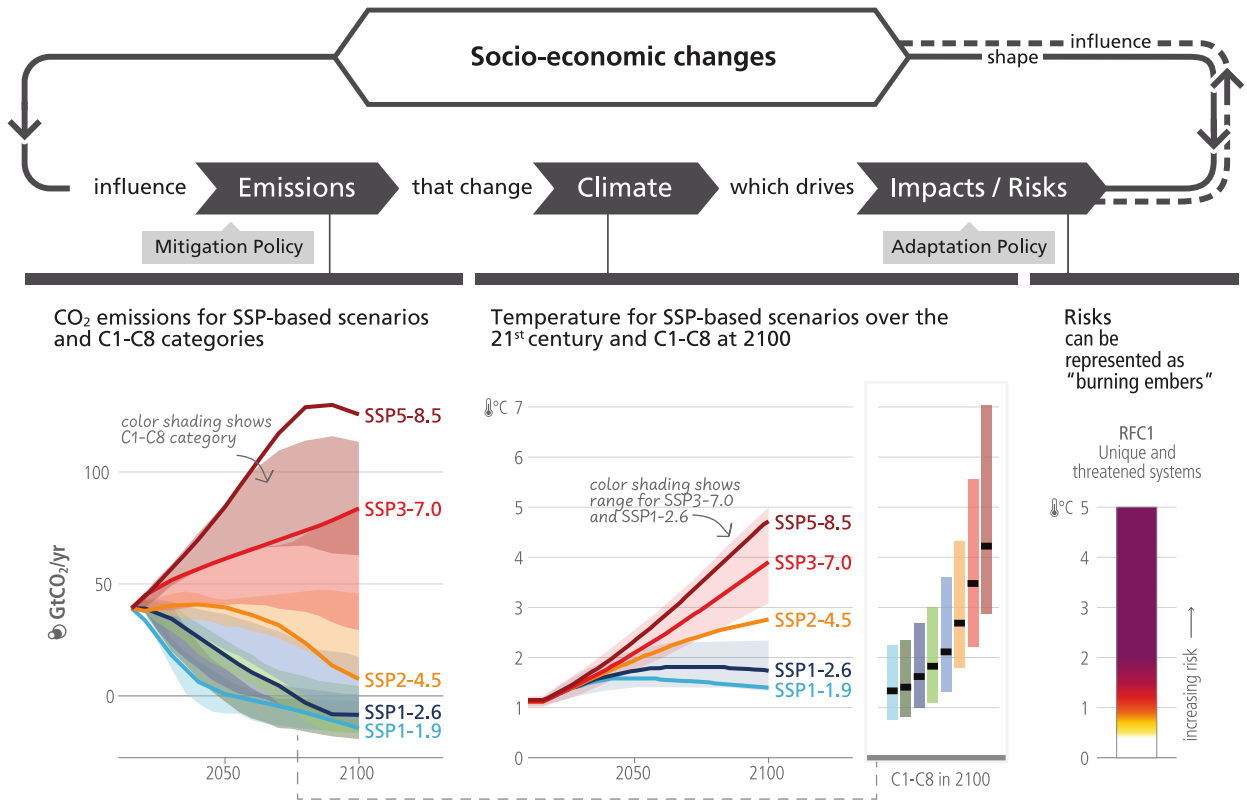 Socio-economic changes
influence
shape
influence
Emissions
that change
Climate
which drives
Impacts / Risks
Mitigation Policy
Adaptation Policy
CO₂ emissions for SSP-based scenarios
and C1-C8 categories
color shading shows
C1-C8 category
GtCO₂/yr
100
50
0
SSP5-8.5
SSP3-7.0
SSP2-4.5
SSP1-2.6
SSP1-1.9
2050
2100
Temperature for SSP-based scenarios over the
21st century and C1-C8 at 2100
°C
7
6
5
4
3
2
1
0
color shading shows
range for SSP3-7.0
and SSP1-2.6
SSP5-8.5
SSP3-7.0
SSP2-4.5
SSP1-2.6
SSP1-1.9
2050
2100
C1-C8 in 2100
Risks
can be
represented as
“burning embers”
RFC1
Unique and
threatened systems
°C
5
4
3
2
1
0
increasing risk